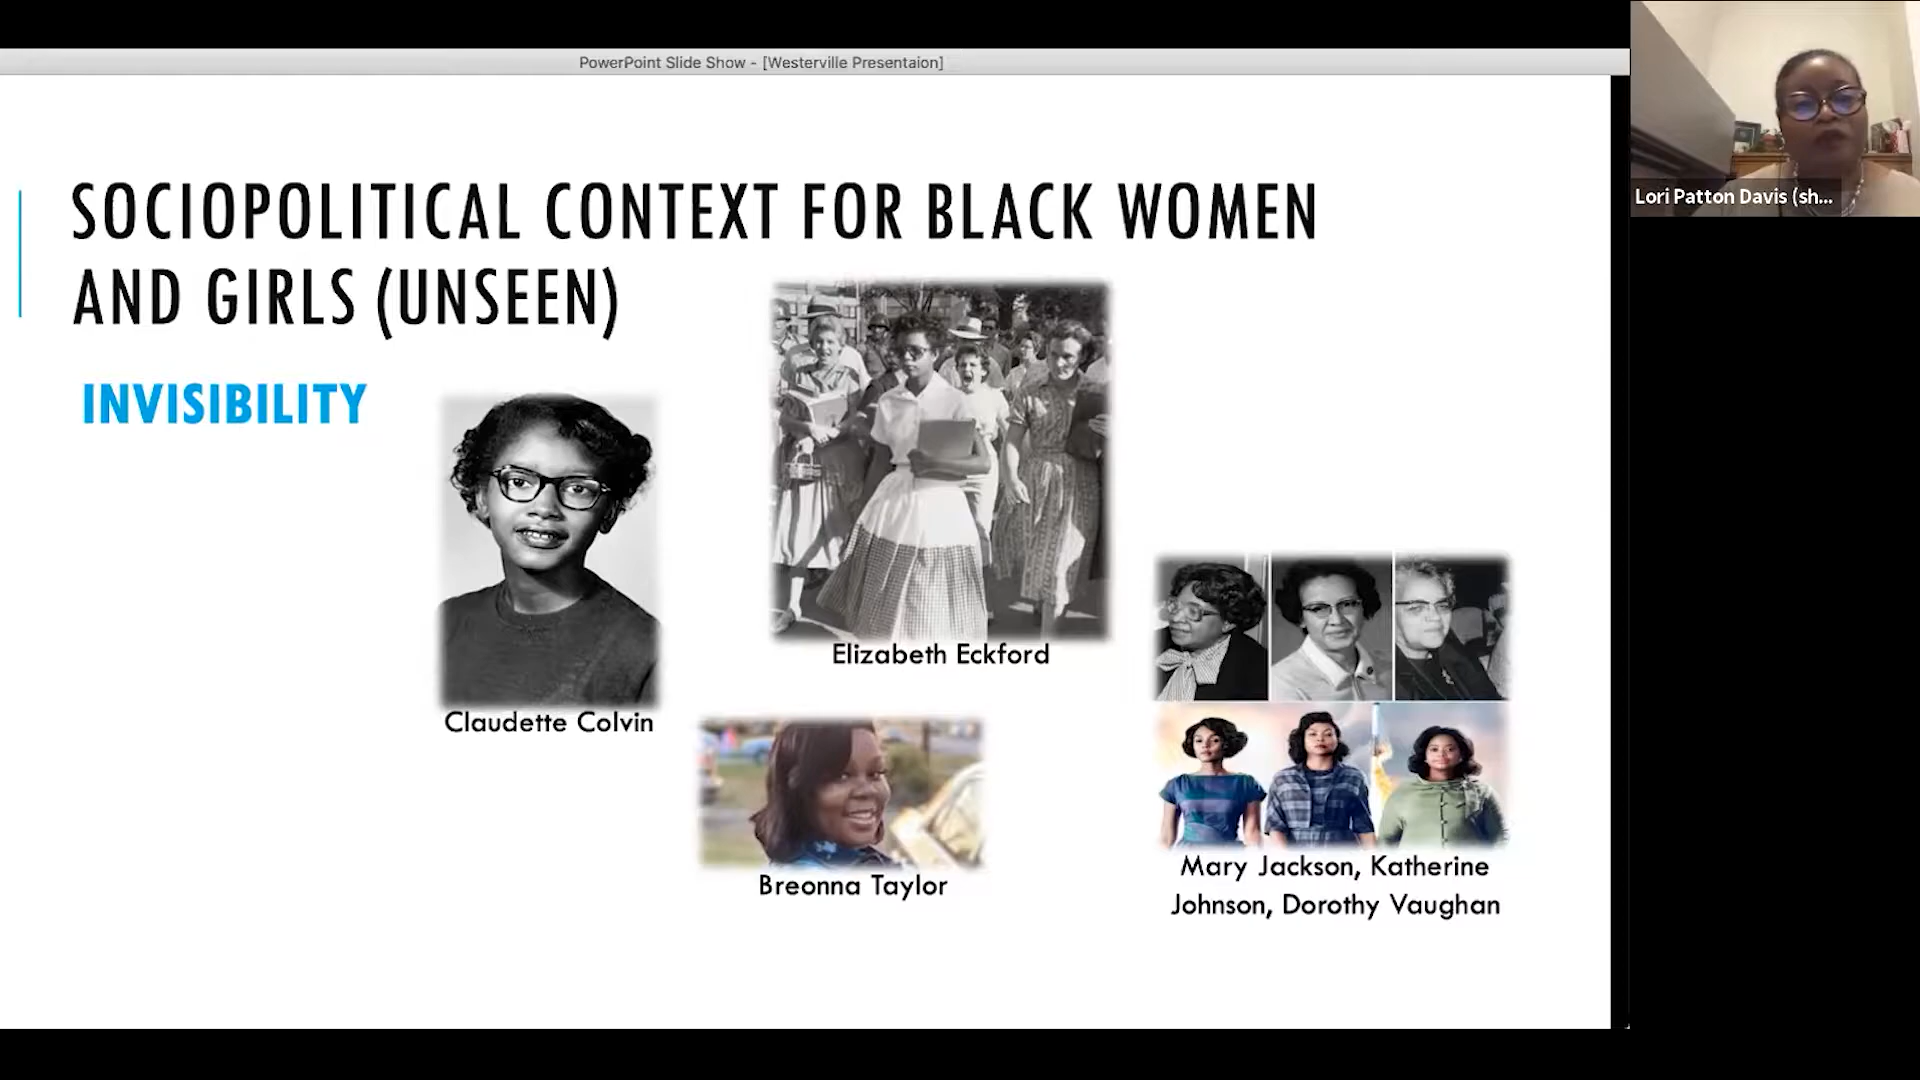 PowerPoint Slide Show - [Westerville Presentaion]
SOCIOPOLITICAL CONTEXT FOR BLACK WOMEN
AND GIRLS (UNSEEN)
INVISIBILITY
Elizabeth Eckford
Claudette Colvin
Breonna Taylor
Mary Jackson, Katherine
Johnson, Dorothy Vaughan
Lori Patton Davis (sh...